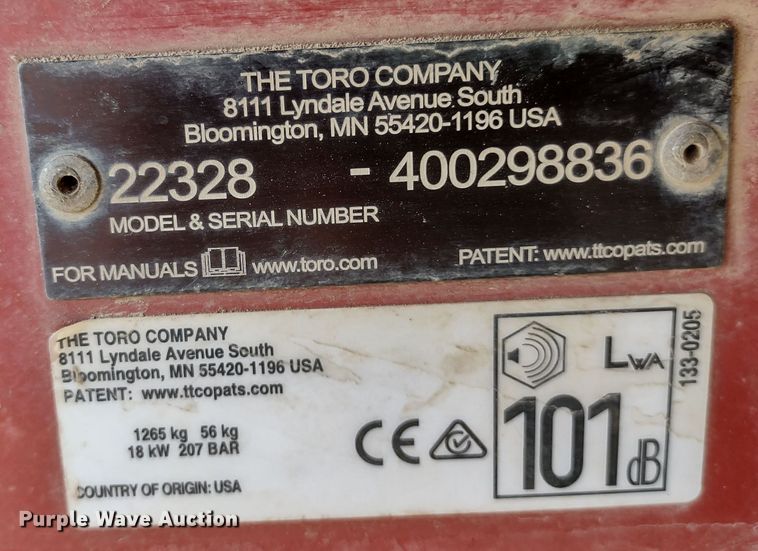 THE TORO COMPANY
8111 Lyndale Avenue South
Bloomington, MN 55420-1196 USA
22328 - 400298836
MODEL & SERIAL NUMBER
FOR MANUALS www.toro.com
PATENT: www.ttcopats.com
THE TORO COMPANY
8111 Lyndale Avenue South
Bloomington, MN 55420-1196 USA
PATENT: www.ttcopats.com
1265 kg 56 kg
18 kW 207 BAR
COUNTRY OF ORIGIN: USA
CE
LWA
101 dB
133-0205
Purple Wave Auction